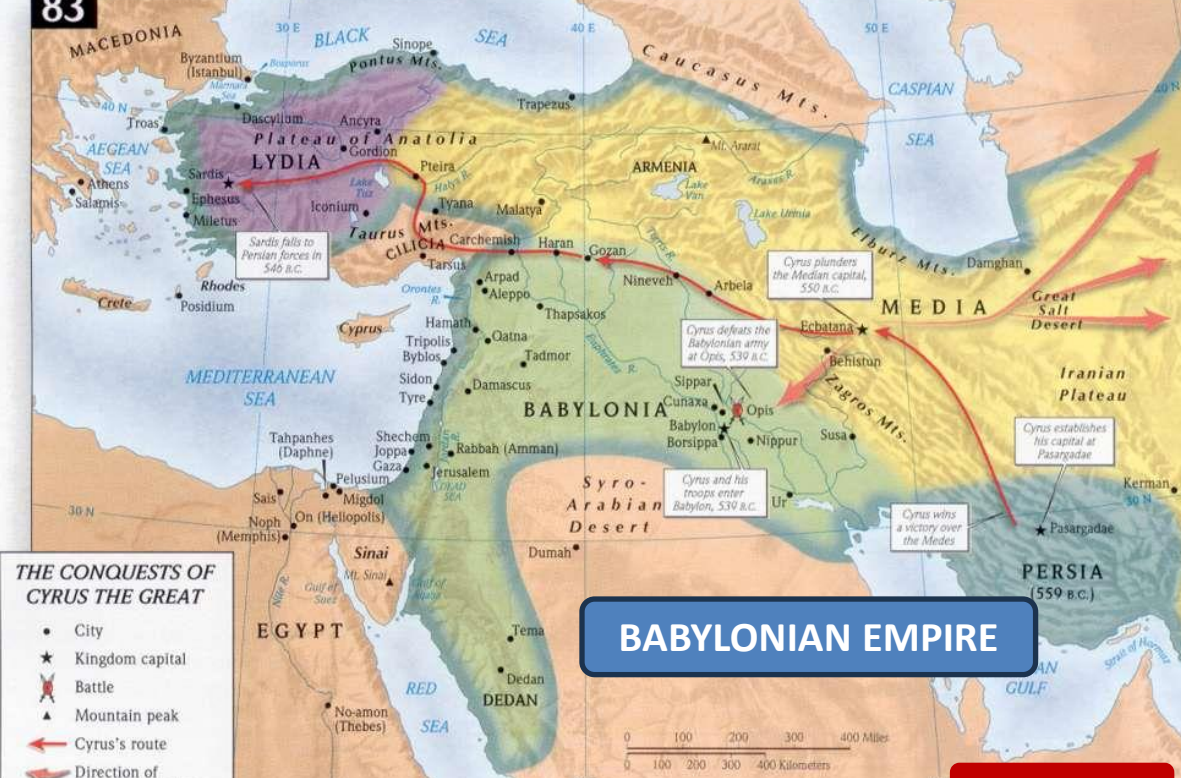 83
MACEDONIA
30 E
BLACK
SEA
40 E
50 E
Sinope
Byzantium
(Istanbul)
Bosporus
Marmara
Sea
Pontus Mts.
Caucasus Mts.
CASPIAN
SEA
40 N
Troas
Dascylium
Ancyra
Trapezus
Plateau of Anatolia
Gordion
LYDIA
AEGEAN
SEA
Mt. Ararat
ARMENIA
Araxes R.
Pteira
Halys R.
Lake
Van
Lake Urmia
Sardis
Athens
Salamis
Ephesus
Miletus
Lake
Tuz
Iconium
Tyana
Malatya
Taurus Mts.
CILICIA
Carchemish
Haran
Gozan
Tigris R.
Elburz Mts.
Damghan
Sardis falls to
Persian forces in
546 B.C.
Tarsus
Cyrus plunders
the Median capital,
550 B.C.
Nineveh
Arbela
MEDIA
Great
Salt
Desert
Rhodes
Crete
Posidium
Orontes
R.
Arpad
Aleppo
Thapsakos
Cyprus
Hamath
Qatna
Tripolis
Byblos
Tadmor
Euphrates R.
Cyrus defeats the
Babylonian army
at Opis, 539 B.C.
Ecbatana
Behistun
Zagros Mts.
Iranian
Plateau
MEDITERRANEAN
SEA
Sidon
Tyre
Damascus
BABYLONIA
Sippar
Cunaxa
Opis
Babylon
Borsippa
Nippur
Susa
Cyrus establishes
his capital at
Pasargadae
Tahpanhes
(Daphne)
Shechem
Joppa
Gaza
Jordan
R.
Rabbah (Amman)
Jerusalem
DEAD
SEA
Pelusium
Migdol
Sais
On (Heliopolis)
Noph
(Memphis)
30 N
Syro-
Arabian
Desert
Cyrus and his
troops enter
Babylon, 539 B.C.
Ur
Cyrus wins
a victory over
the Medes
Kerman
30 N
Pasargadae
PERSIA
(559 B.C.)
Dumah
Sinai
Mt. Sinai
Gulf of
Suez
Gulf of
Aqaba
Nile R.
EGYPT
Tema
Dedan
DEDAN
RED
SEA
No-amon
(Thebes)
BABYLONIAN EMPIRE
GULF
Strait of Hormuz
THE CONQUESTS OF
CYRUS THE GREAT
City
Kingdom capital
Battle
Mountain peak
Cyrus's route
Direction of
0 100 200 300 400 Miles
0 100 200 300 400 Kilometers